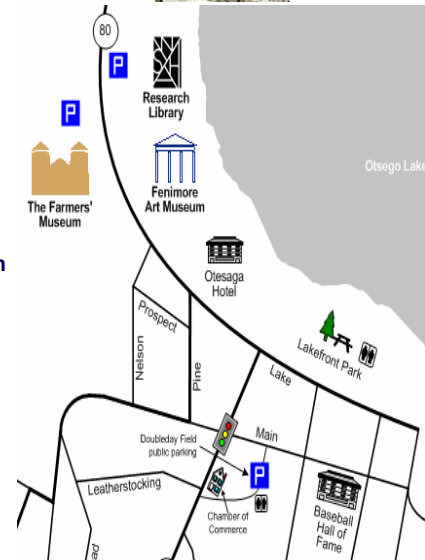 80
P
P
Research
Library
The Farmers'
Museum
Fenimore
Art Museum
Otsego Lake
Otesaga
Hotel
Prospect
Nelson
Pine
Lake
Lakefront Park
Main
Doubleday Field
public parking
P
Leatherstocking
Chamber of
Commerce
Baseball
Hall of
Fame